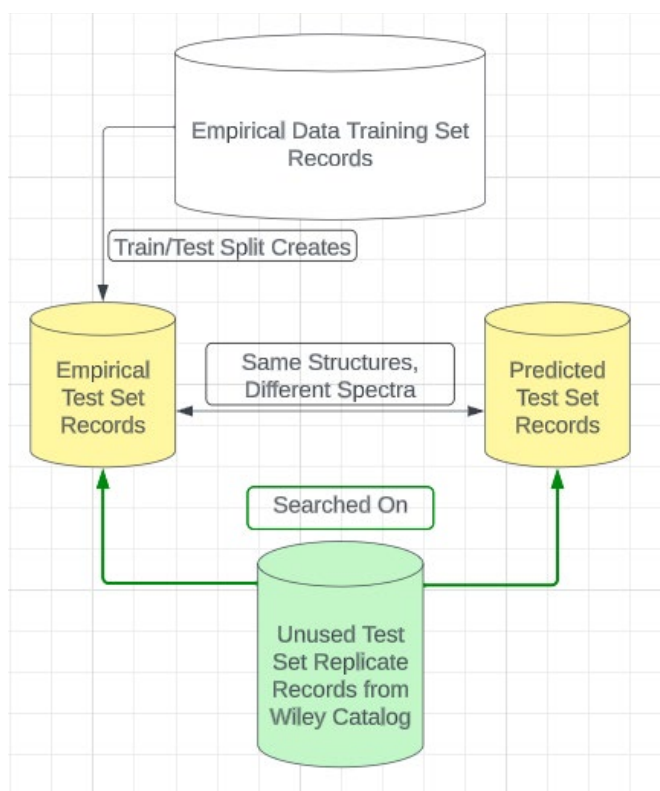 Empirical Data Training Set
Records
Train/Test Split Creates
Empirical
Test Set
Records
Same Structures,
Different Spectra
Predicted
Test Set
Records
Searched On
Unused Test
Set Replicate
Records from
Wiley Catalog